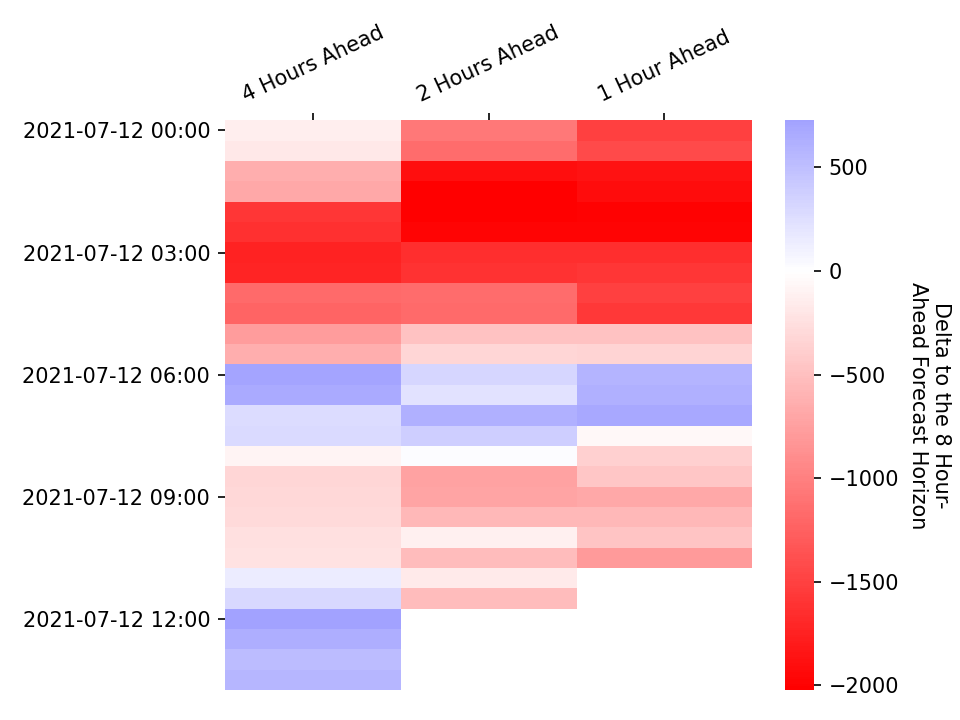 4 Hours Ahead
2 Hours Ahead
1 Hour Ahead
2021-07-12 00:00
2021-07-12 03:00
2021-07-12 06:00
2021-07-12 09:00
2021-07-12 12:00
500
0
−500
−1000
−1500
−2000
Delta to the 8 Hour-
Ahead Forecast Horizon